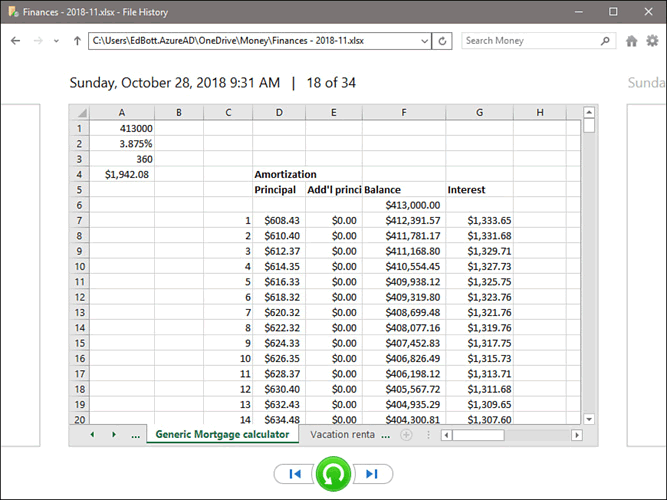 Finances - 2018-11.xlsx - File History
C:\Users\EdBott.AzureAD\OneDrive\Money\Finances - 2018-11.xlsx
Search Money
Sunday, October 28, 2018 9:31 AM | 18 of 34
Sunda
A B C D E F G H
1 413000
2 3.875%
3 360
4 $1,942.08 Amortization
5 Principal Add'l princi Balance Interest
6 $413,000.00
7 1 $608.43 $0.00 $412,391.57 $1,333.65
8 2 $610.40 $0.00 $411,781.17 $1,331.68
9 3 $612.37 $0.00 $411,168.80 $1,329.71
10 4 $614.35 $0.00 $410,554.45 $1,327.73
11 5 $616.33 $0.00 $409,938.12 $1,325.75
12 6 $618.32 $0.00 $409,319.80 $1,323.76
13 7 $620.32 $0.00 $408,699.48 $1,321.76
14 8 $622.32 $0.00 $408,077.16 $1,319.76
15 9 $624.33 $0.00 $407,452.83 $1,317.75
16 10 $626.35 $0.00 $406,826.49 $1,315.73
17 11 $628.37 $0.00 $406,198.12 $1,313.71
18 12 $630.40 $0.00 $405,567.72 $1,311.68
19 13 $632.43 $0.00 $404,935.29 $1,309.65
20 14 $634.48 $0.00 $404,300.81 $1,307.60
... Generic Mortgage calculator Vacation renta ...